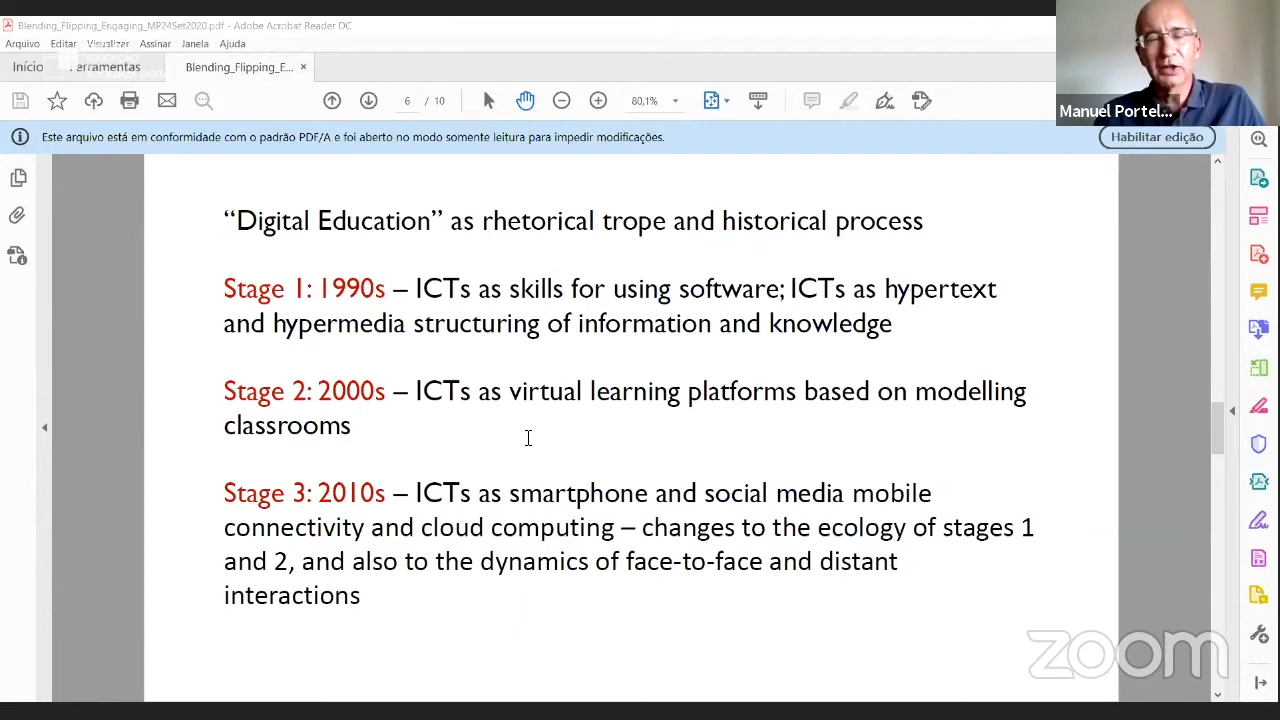 Blending_Flipping_Engaging_MP24Set2020.pdf - Adobe Acrobat Reader DC
Arquivo Editar Visualizar Assinar Janela Ajuda
Início Ferramentas Blending_Flipping_E... ×
6 / 10 80,1%
Manuel Portel...
Este arquivo está em conformidade com o padrão PDF/A e foi aberto no modo somente leitura para impedir modificações. Habilitar edição
“Digital Education” as rhetorical trope and historical process
Stage 1: 1990s – ICTs as skills for using software; ICTs as hypertext
and hypermedia structuring of information and knowledge
Stage 2: 2000s – ICTs as virtual learning platforms based on modelling
classrooms
Stage 3: 2010s – ICTs as smartphone and social media mobile
connectivity and cloud computing – changes to the ecology of stages 1
and 2, and also to the dynamics of face-to-face and distant
interactions
zoom